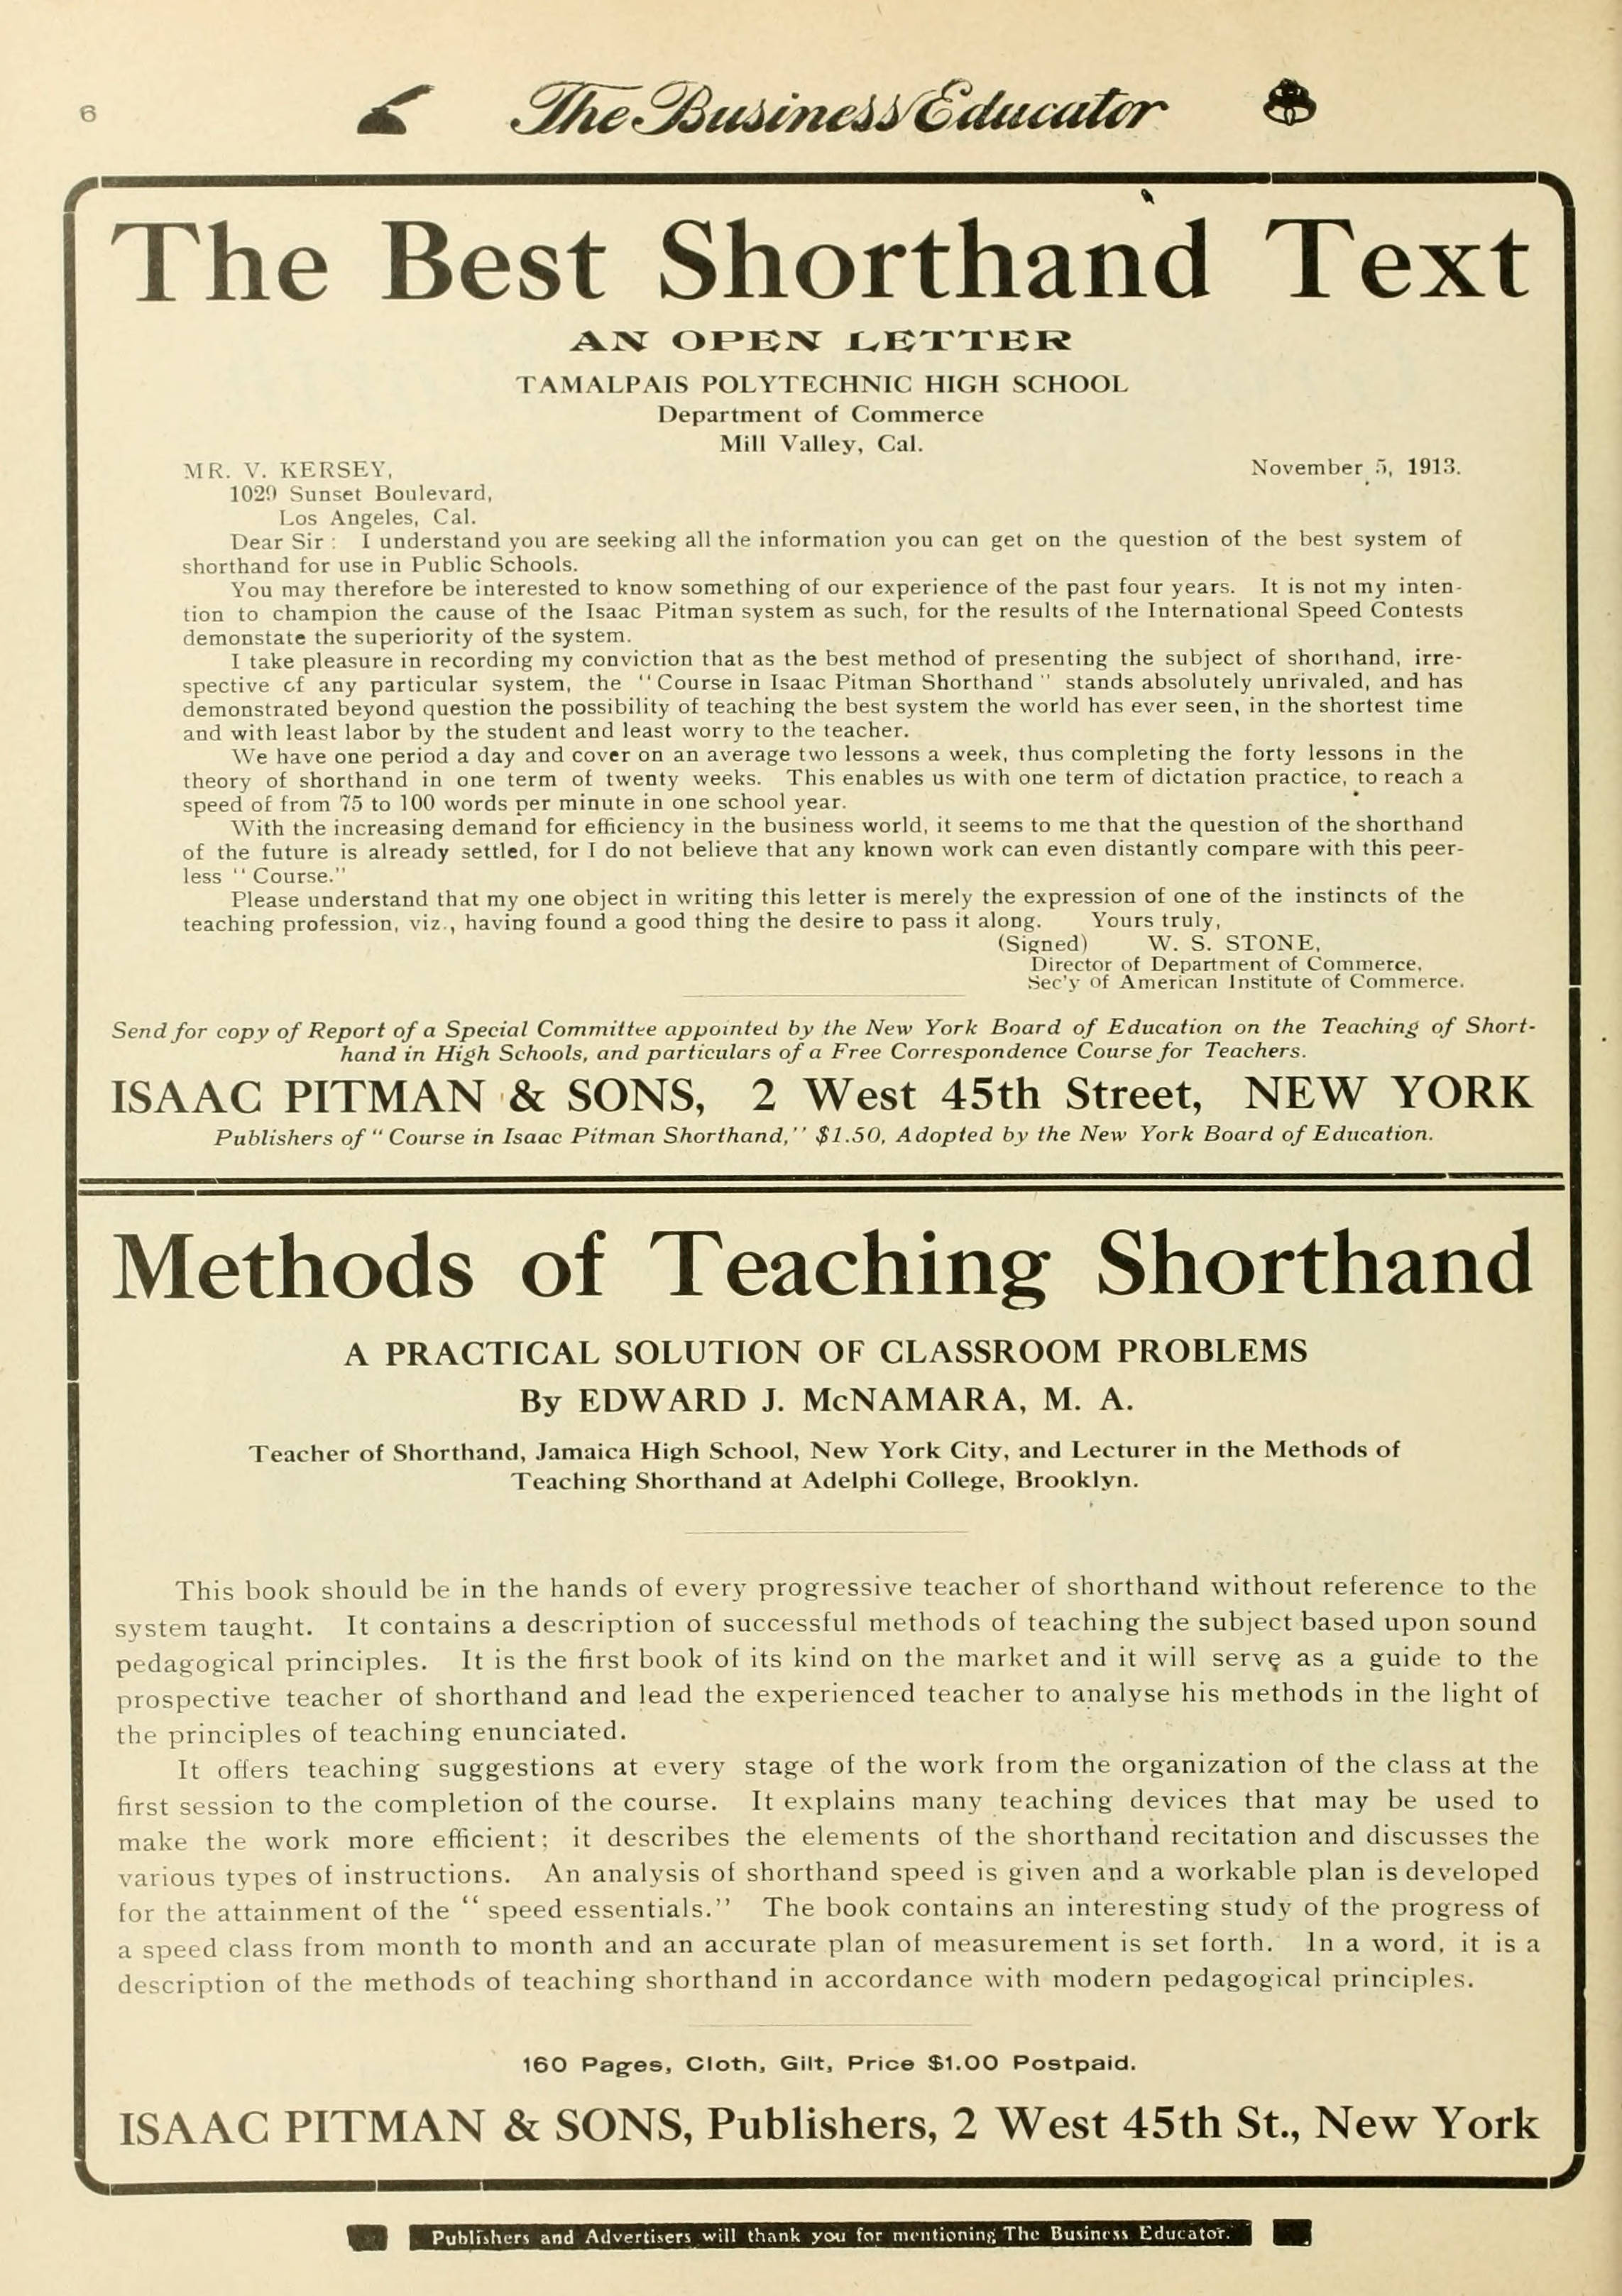 6
The Business Educator
The Best Shorthand Text
AN OPEN LETTER
TAMALPAIS POLYTECHNIC HIGH SCHOOL
Department of Commerce
Mill Valley, Cal.
MR. V. KERSEY, November 5, 1913.
1029 Sunset Boulevard,
Los Angeles, Cal.
Dear Sir: I understand you are seeking all the information you can get on the question of the best system of
shorthand for use in Public Schools.
You may therefore be interested to know something of our experience of the past four years. It is not my inten-
tion to champion the cause of the Isaac Pitman system as such, for the results of the International Speed Contests
demonstate the superiority of the system.
I take pleasure in recording my conviction that as the best method of presenting the subject of shorthand, irre-
spective of any particular system, the "Course in Isaac Pitman Shorthand" stands absolutely unrivaled, and has
demonstrated beyond question the possibility of teaching the best system the world has ever seen, in the shortest time
and with least labor by the student and least worry to the teacher.
We have one period a day and cover on an average two lessons a week, thus completing the forty lessons in the
theory of shorthand in one term of twenty weeks. This enables us with one term of dictation practice, to reach a
speed of from 75 to 100 words per minute in one school year.
With the increasing demand for efficiency in the business world, it seems to me that the question of the shorthand
of the future is already settled, for I do not believe that any known work can even distantly compare with this peer-
less "Course."
Please understand that my one object in writing this letter is merely the expression of one of the instincts of the
teaching profession, viz., having found a good thing the desire to pass it along. Yours truly,
(Signed) W. S. STONE,
Director of Department of Commerce,
Sec'y of American Institute of Commerce.
Send for copy of Report of a Special Committee appointed by the New York Board of Education on the Teaching of Short-
hand in High Schools, and particulars of a Free Correspondence Course for Teachers.
ISAAC PITMAN & SONS, 2 West 45th Street, NEW YORK
Publishers of "Course in Isaac Pitman Shorthand," $1.50, Adopted by the New York Board of Education.
Methods of Teaching Shorthand
A PRACTICAL SOLUTION OF CLASSROOM PROBLEMS
By EDWARD J. McNAMARA, M. A.
Teacher of Shorthand, Jamaica High School, New York City, and Lecturer in the Methods of
Teaching Shorthand at Adelphi College, Brooklyn.
This book should be in the hands of every progressive teacher of shorthand without reference to the
system taught. It contains a description of successful methods of teaching the subject based upon sound
pedagogical principles. It is the first book of its kind on the market and it will serve as a guide to the
prospective teacher of shorthand and lead the experienced teacher to analyse his methods in the light of
the principles of teaching enunciated.
It offers teaching suggestions at every stage of the work from the organization of the class at the
first session to the completion of the course. It explains many teaching devices that may be used to
make the work more efficient; it describes the elements of the shorthand recitation and discusses the
various types of instructions. An analysis of shorthand speed is given and a workable plan is developed
for the attainment of the "speed essentials." The book contains an interesting study of the progress of
a speed class from month to month and an accurate plan of measurement is set forth. In a word, it is a
description of the methods of teaching shorthand in accordance with modern pedagogical principles.
160 Pages, Cloth, Gilt, Price $1.00 Postpaid.
ISAAC PITMAN & SONS, Publishers, 2 West 45th St., New York
Publishers and Advertisers will thank you for mentioning The Business Educator.